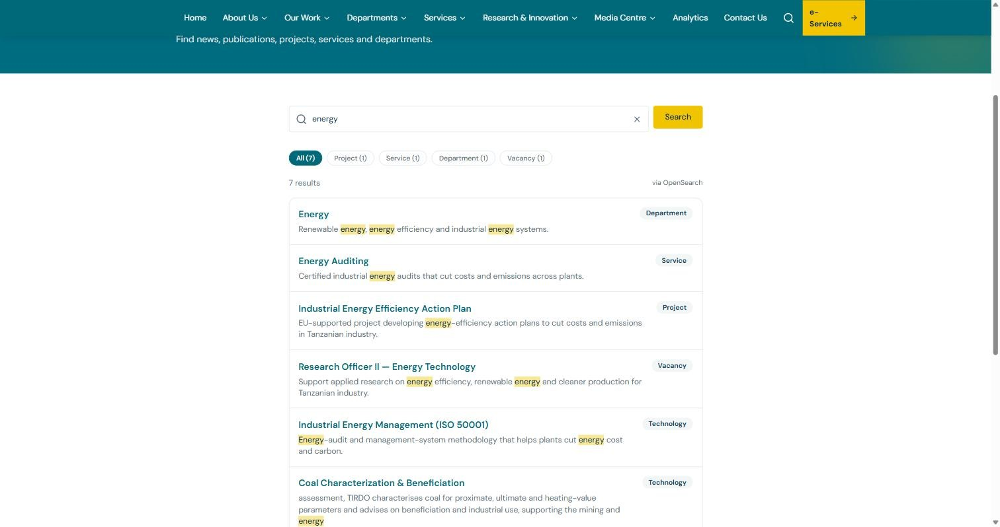 Home About Us Our Work Departments Services Research & Innovation Media Centre Analytics Contact Us e-Services
Find news, publications, projects, services and departments.
energy
Search
All (7) Project (1) Service (1) Department (1) Vacancy (1)
7 results via OpenSearch
Energy Department
Renewable energy, energy efficiency and industrial energy systems.
Energy Auditing Service
Certified industrial energy audits that cut costs and emissions across plants.
Industrial Energy Efficiency Action Plan Project
EU-supported project developing energy-efficiency action plans to cut costs and emissions
in Tanzanian industry.
Research Officer II — Energy Technology Vacancy
Support applied research on energy efficiency, renewable energy and cleaner production for
Tanzanian industry.
Industrial Energy Management (ISO 50001) Technology
Energy-audit and management-system methodology that helps plants cut energy cost
and carbon.
Coal Characterization & Beneficiation Technology
assessment, TIRDO characterises coal for proximate, ultimate and heating-value
parameters and advises on beneficiation and industrial use, supporting the mining and
energy